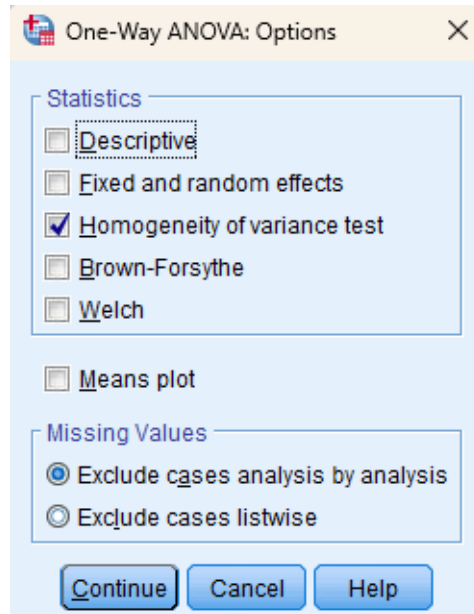 One-Way ANOVA: Options
Statistics
Descriptive
Fixed and random effects
Homogeneity of variance test
Brown-Forsythe
Welch
Means plot
Missing Values
Exclude cases analysis by analysis
Exclude cases listwise
Continue Cancel Help